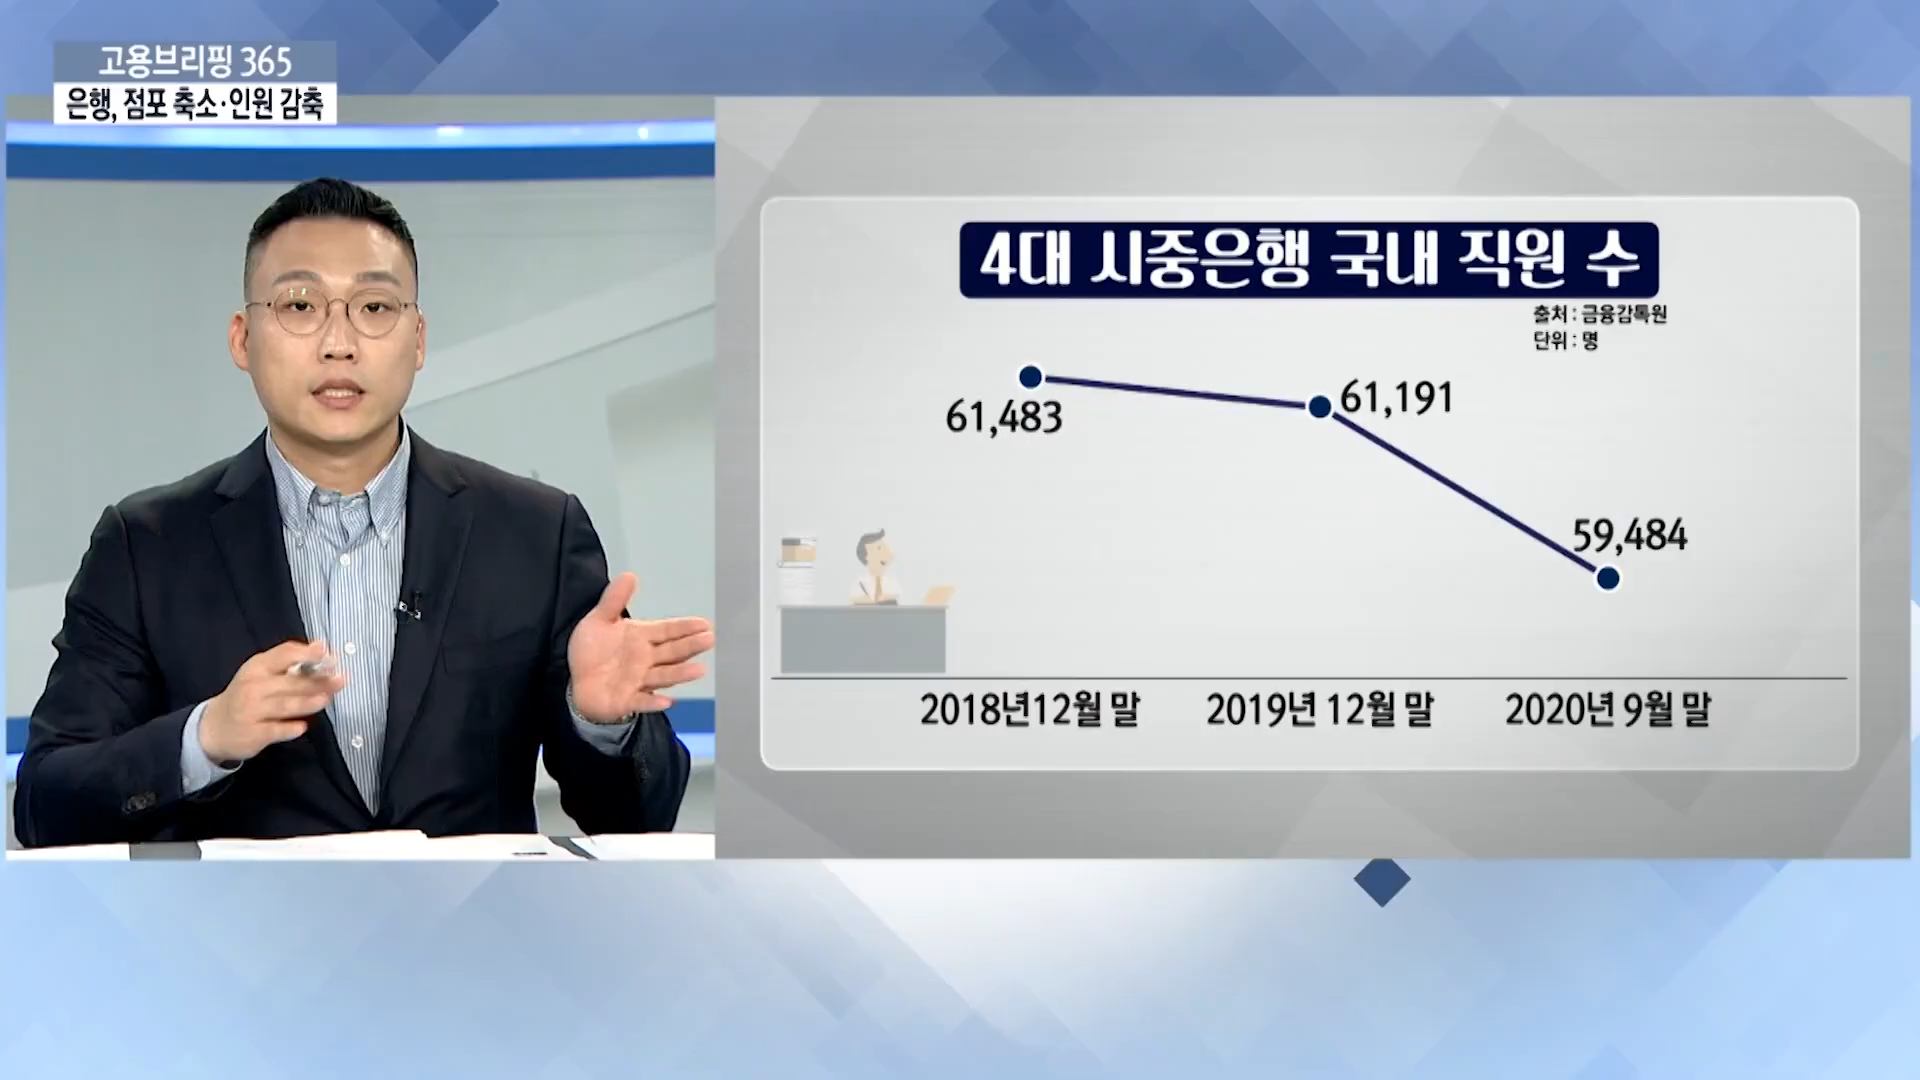 고용브리핑 365
은행, 점포 축소·인원 감축
4대 시중은행 국내 직원 수
출처 : 금융감독원
단위 : 명
61,483
61,191
59,484
2018년12월 말
2019년 12월 말
2020년 9월 말